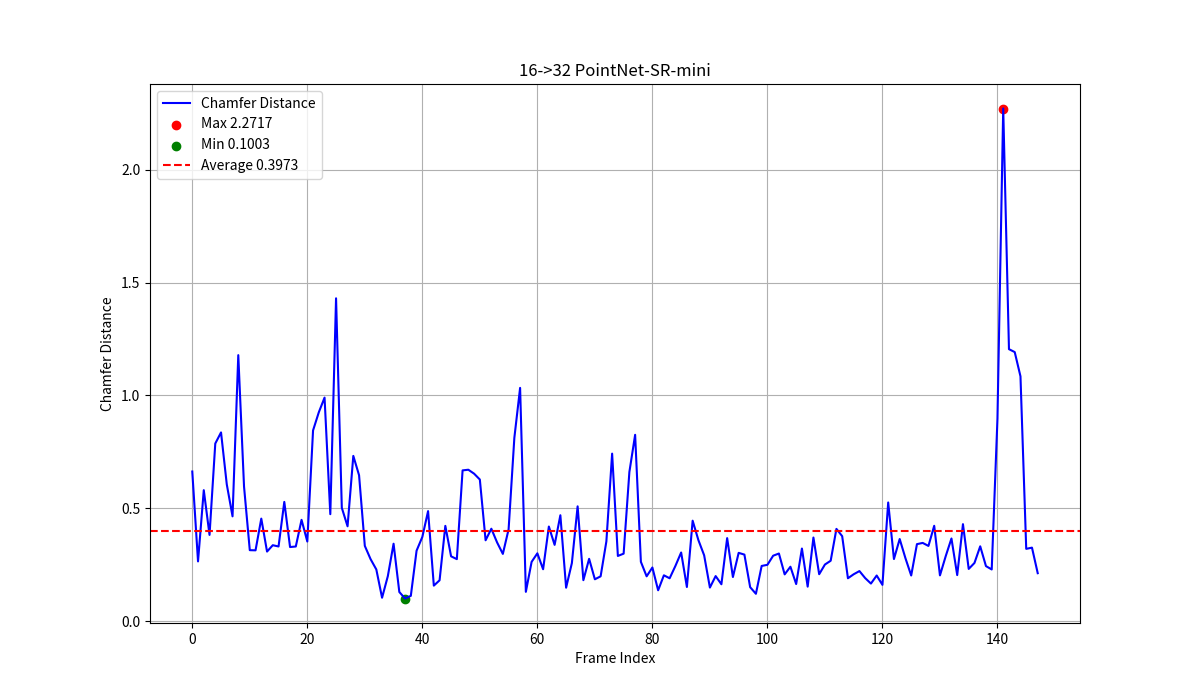 16->32 PointNet-SR-mini
Chamfer Distance
Max 2.2717
Min 0.1003
Average 0.3973
Chamfer Distance
2.0
1.5
1.0
0.5
0.0
0 20 40 60 80 100 120 140
Frame Index